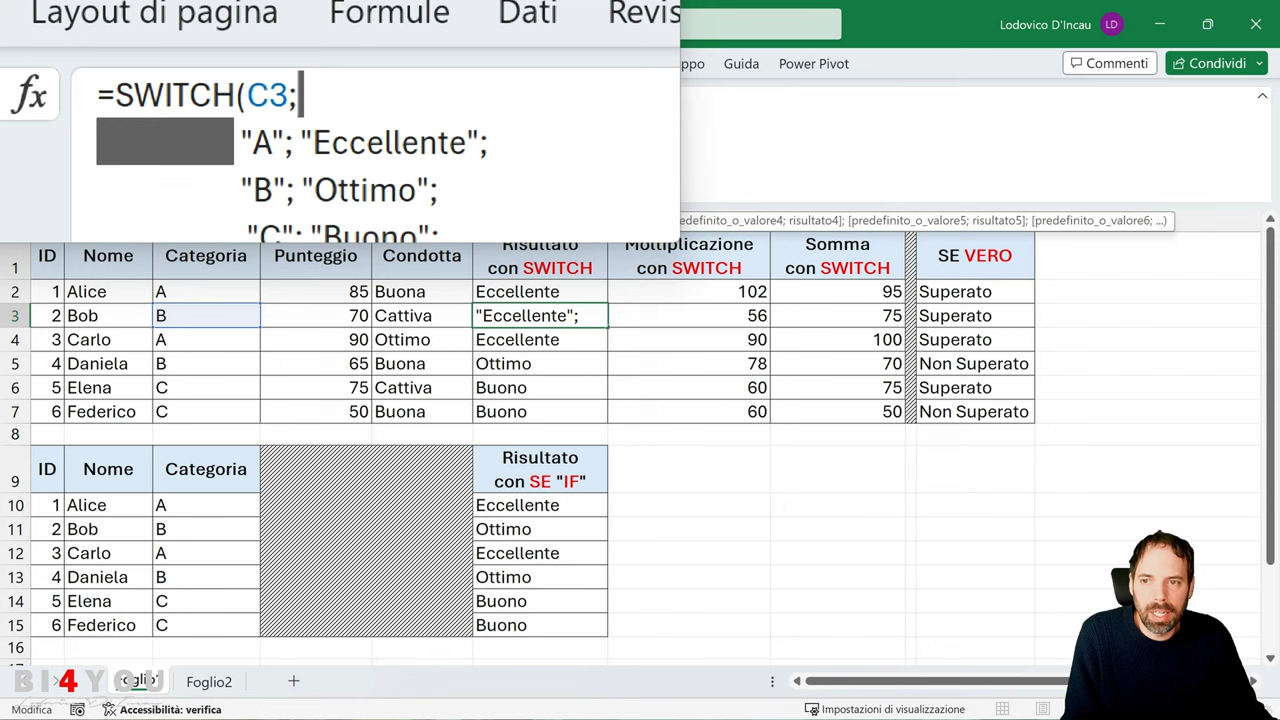 Layout di pagina Formule Dati Revis
Lodovico D'Incau LD
ppo Guida Power Pivot
Commenti Condividi
fx =SWITCH(C3;
"A"; "Eccellente";
"B"; "Ottimo";
"C"; "Buono";
predefinito_o_valore4; risultato4]; [predefinito_o_valore5; risultato5]; [predefinito_o_valore6; ...)
1 ID Nome Categoria Punteggio Condotta Risultato con SWITCH Moltiplicazione con SWITCH Somma con SWITCH SE VERO
2 1 Alice A 85 Buona Eccellente 102 95 Superato
3 2 Bob B 70 Cattiva "Eccellente"; 56 75 Superato
4 3 Carlo A 90 Ottimo Eccellente 90 100 Superato
5 4 Daniela B 65 Buona Ottimo 78 70 Non Superato
6 5 Elena C 75 Cattiva Buono 60 75 Superato
7 6 Federico C 50 Buona Buono 60 50 Non Superato
8
9 ID Nome Categoria Risultato con SE "IF"
10 1 Alice A Eccellente
11 2 Bob B Ottimo
12 3 Carlo A Eccellente
13 4 Daniela B Ottimo
14 5 Elena C Buono
15 6 Federico C Buono
16
BI4YOU
Foglio2
Modifica Accessibilità: verifica Impostazioni di visualizzazione